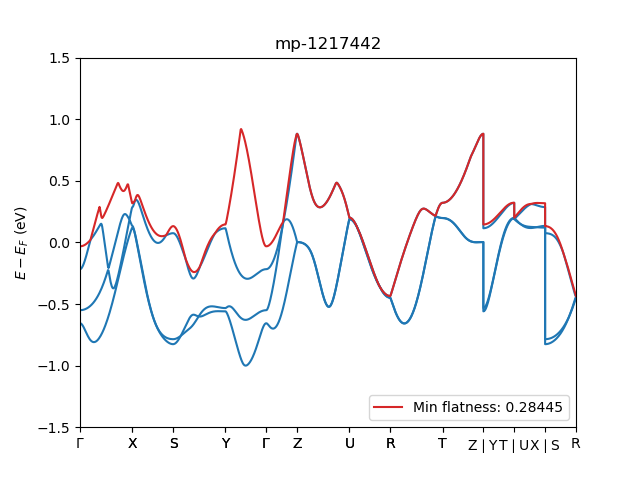 mp-1217442
E − E_F (eV)
1.5
1.0
0.5
0.0
−0.5
−1.0
−1.5
Min flatness: 0.28445
Γ X S Y Γ Z U R T Z|Y T|U X|S R